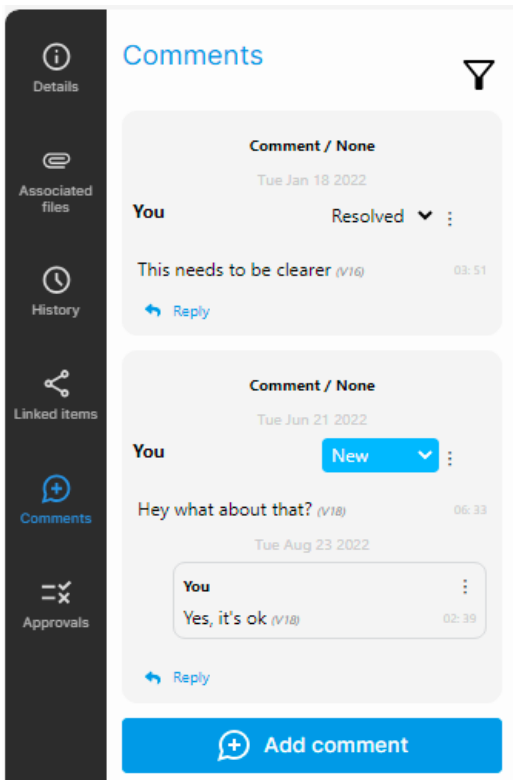 Details
Associated
files
History
Linked items
Comments
Approvals
Comments
Comment / None
Tue Jan 18 2022
You Resolved
This needs to be clearer (V16) 03: 51
Reply
Comment / None
Tue Jun 21 2022
You New
Hey what about that? (V18) 06: 33
Tue Aug 23 2022
You
Yes, it's ok (V18) 02: 39
Reply
Add comment